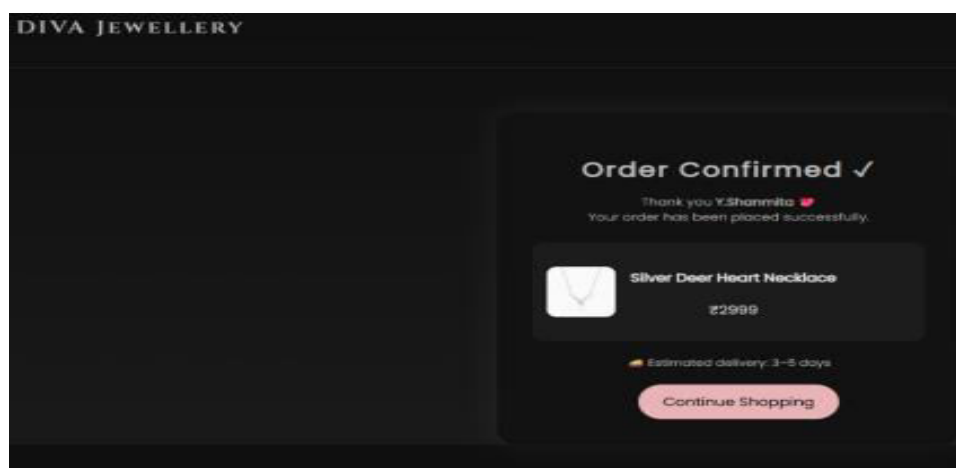 DIVA JEWELLERY
Order Confirmed ✓
Thank you Y.Shanmita 💖
Your order has been placed successfully.
Silver Deer Heart Necklace
₹2999
🚚 Estimated delivery: 3–5 days
Continue Shopping